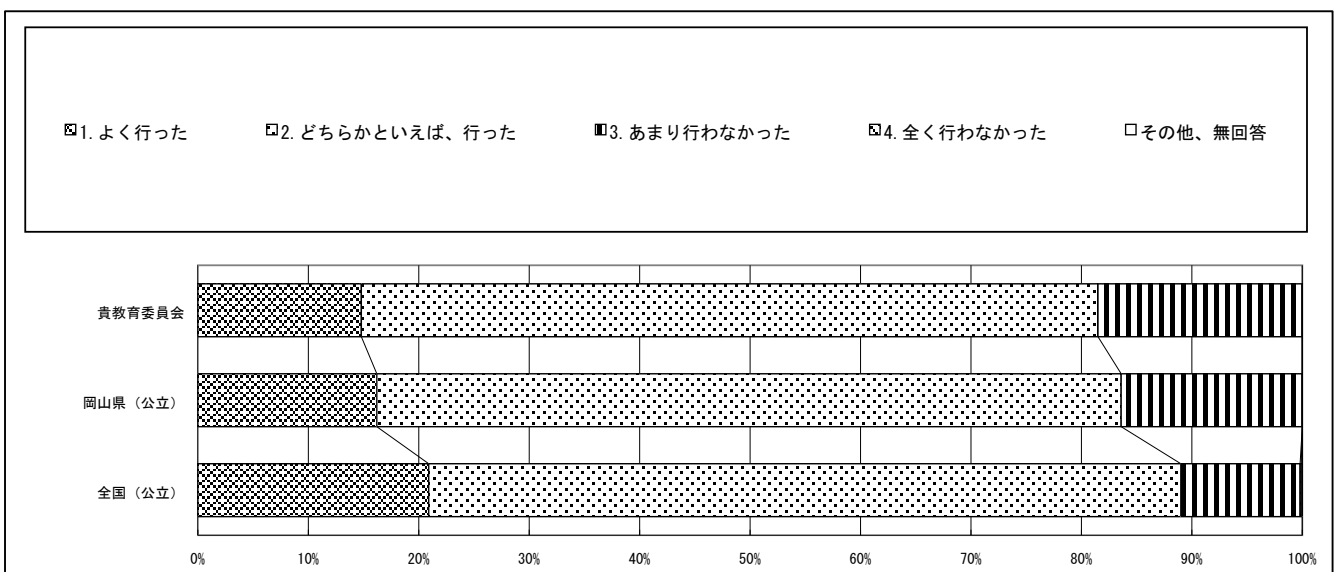 1.よく行った 2.どちらかといえば、行った 3.あまり行わなかった 4.全く行わなかった その他、無回答
貴教育委員会
岡山県（公立）
全国（公立）
0% 10% 20% 30% 40% 50% 60% 70% 80% 90% 100%